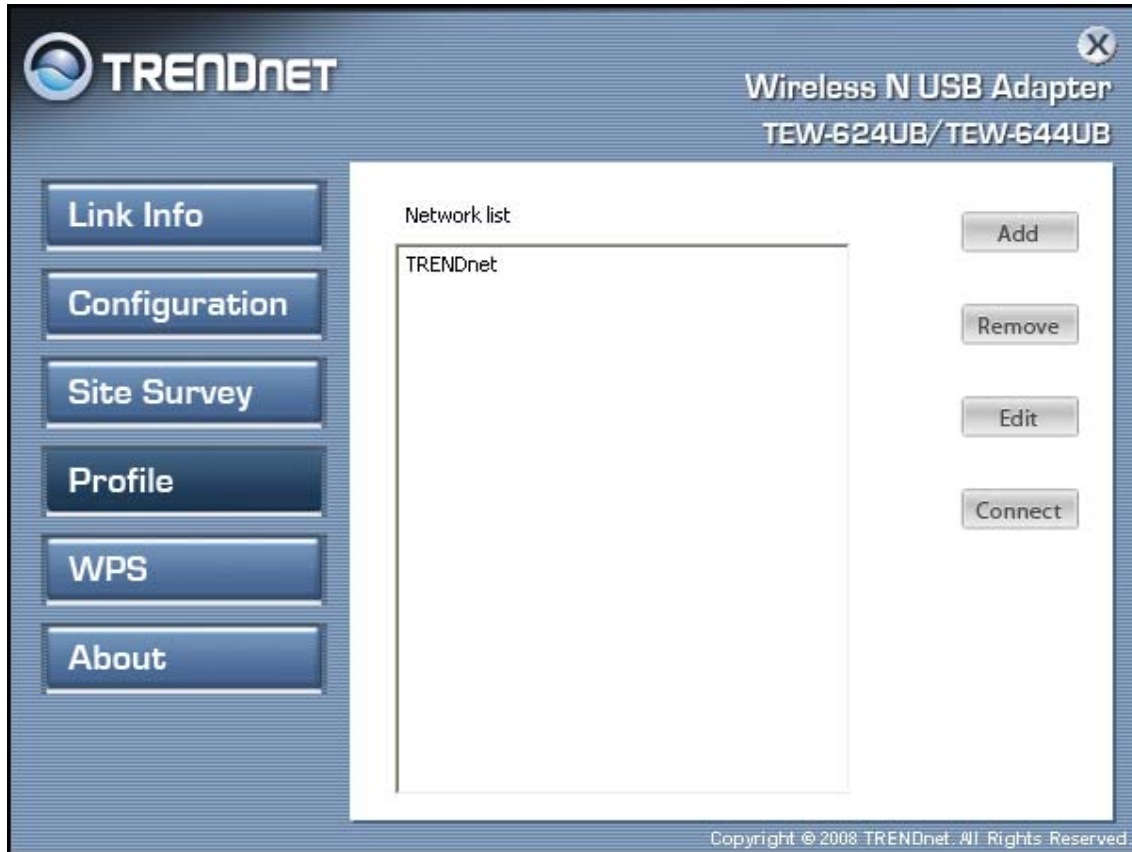 TRENDNET
Wireless N USB Adapter
TEW-624UB/TEW-644UB
Link Info
Configuration
Site Survey
Profile
WPS
About
Network list
TRENDnet
Add
Remove
Edit
Connect
Copyright © 2008 TRENDnet. All Rights Reserved.